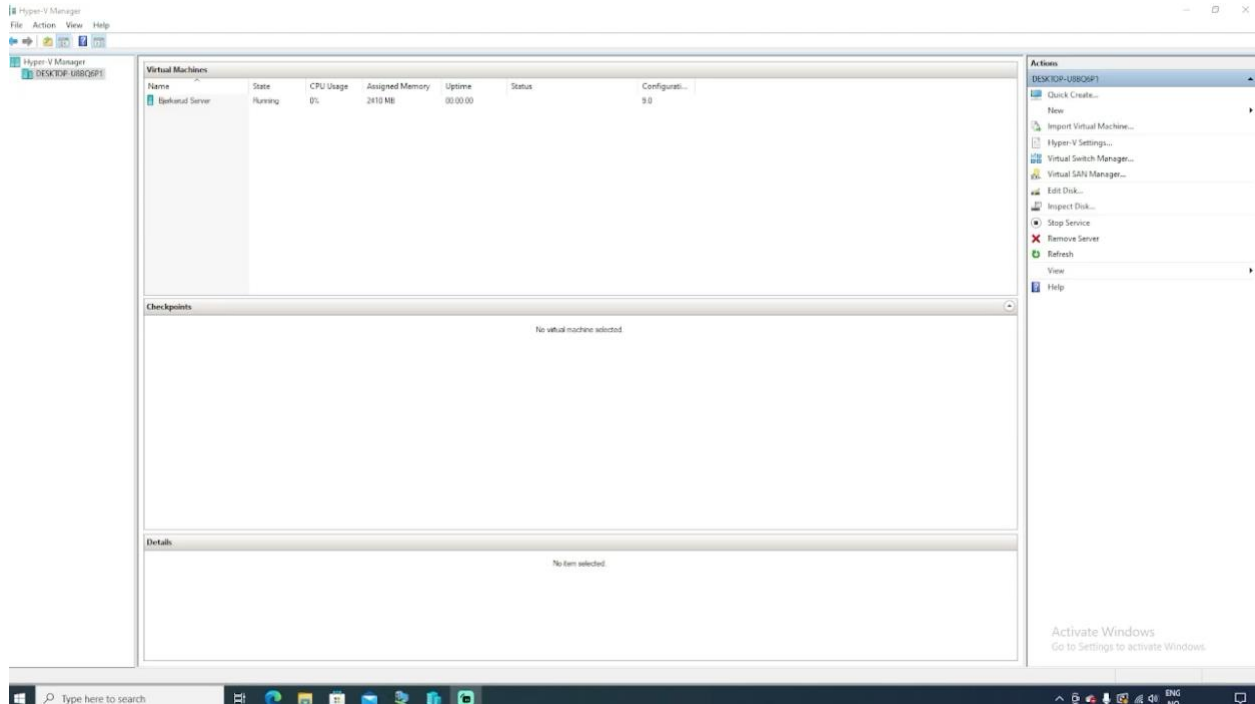 Hyper-V Manager
File Action View Help
Hyper-V Manager
DESKTOP-U8BQ6P1
Virtual Machines
Name State CPU Usage Assigned Memory Uptime Status Configurati...
Bjerkerud Server Running 0% 2410 MB 00:00:00 9.0
Checkpoints
No virtual machine selected.
Details
No item selected.
Actions
DESKTOP-U8BQ6P1
Quick Create...
New
Import Virtual Machine...
Hyper-V Settings...
Virtual Switch Manager...
Virtual SAN Manager...
Edit Disk...
Inspect Disk...
Stop Service
Remove Server
Refresh
View
Help
Activate Windows
Go to Settings to activate Windows.
Type here to search
ENG
NO